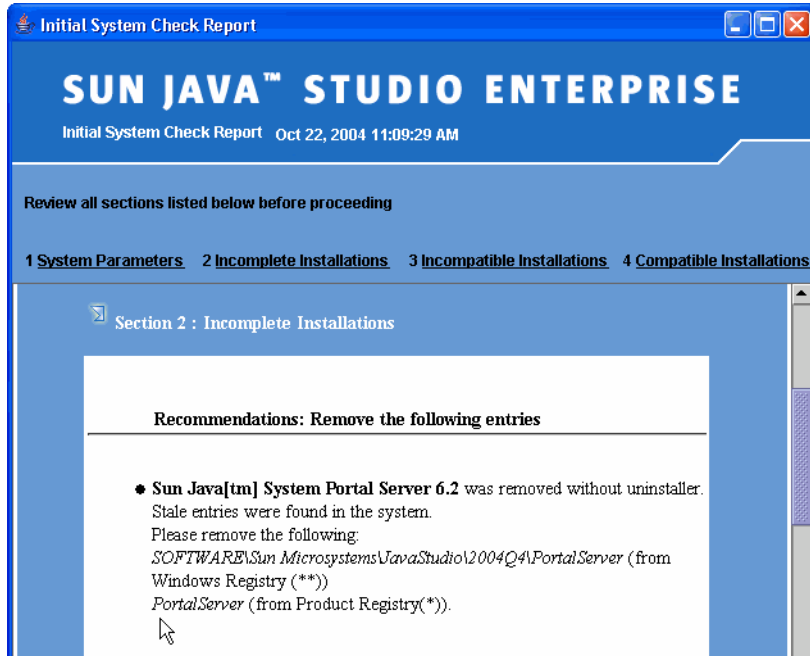 Initial System Check Report
SUN JAVA™ STUDIO ENTERPRISE
Initial System Check Report Oct 22, 2004 11:09:29 AM
Review all sections listed below before proceeding
1 System Parameters 2 Incomplete Installations 3 Incompatible Installations 4 Compatible Installations
Section 2 : Incomplete Installations
Recommendations: Remove the following entries
Sun Java[tm] System Portal Server 6.2 was removed without uninstaller.
Stale entries were found in the system.
Please remove the following:
SOFTWARE\Sun Microsystems\JavaStudio\2004Q4\PortalServer (from
Windows Registry (**))
PortalServer (from Product Registry(*)).